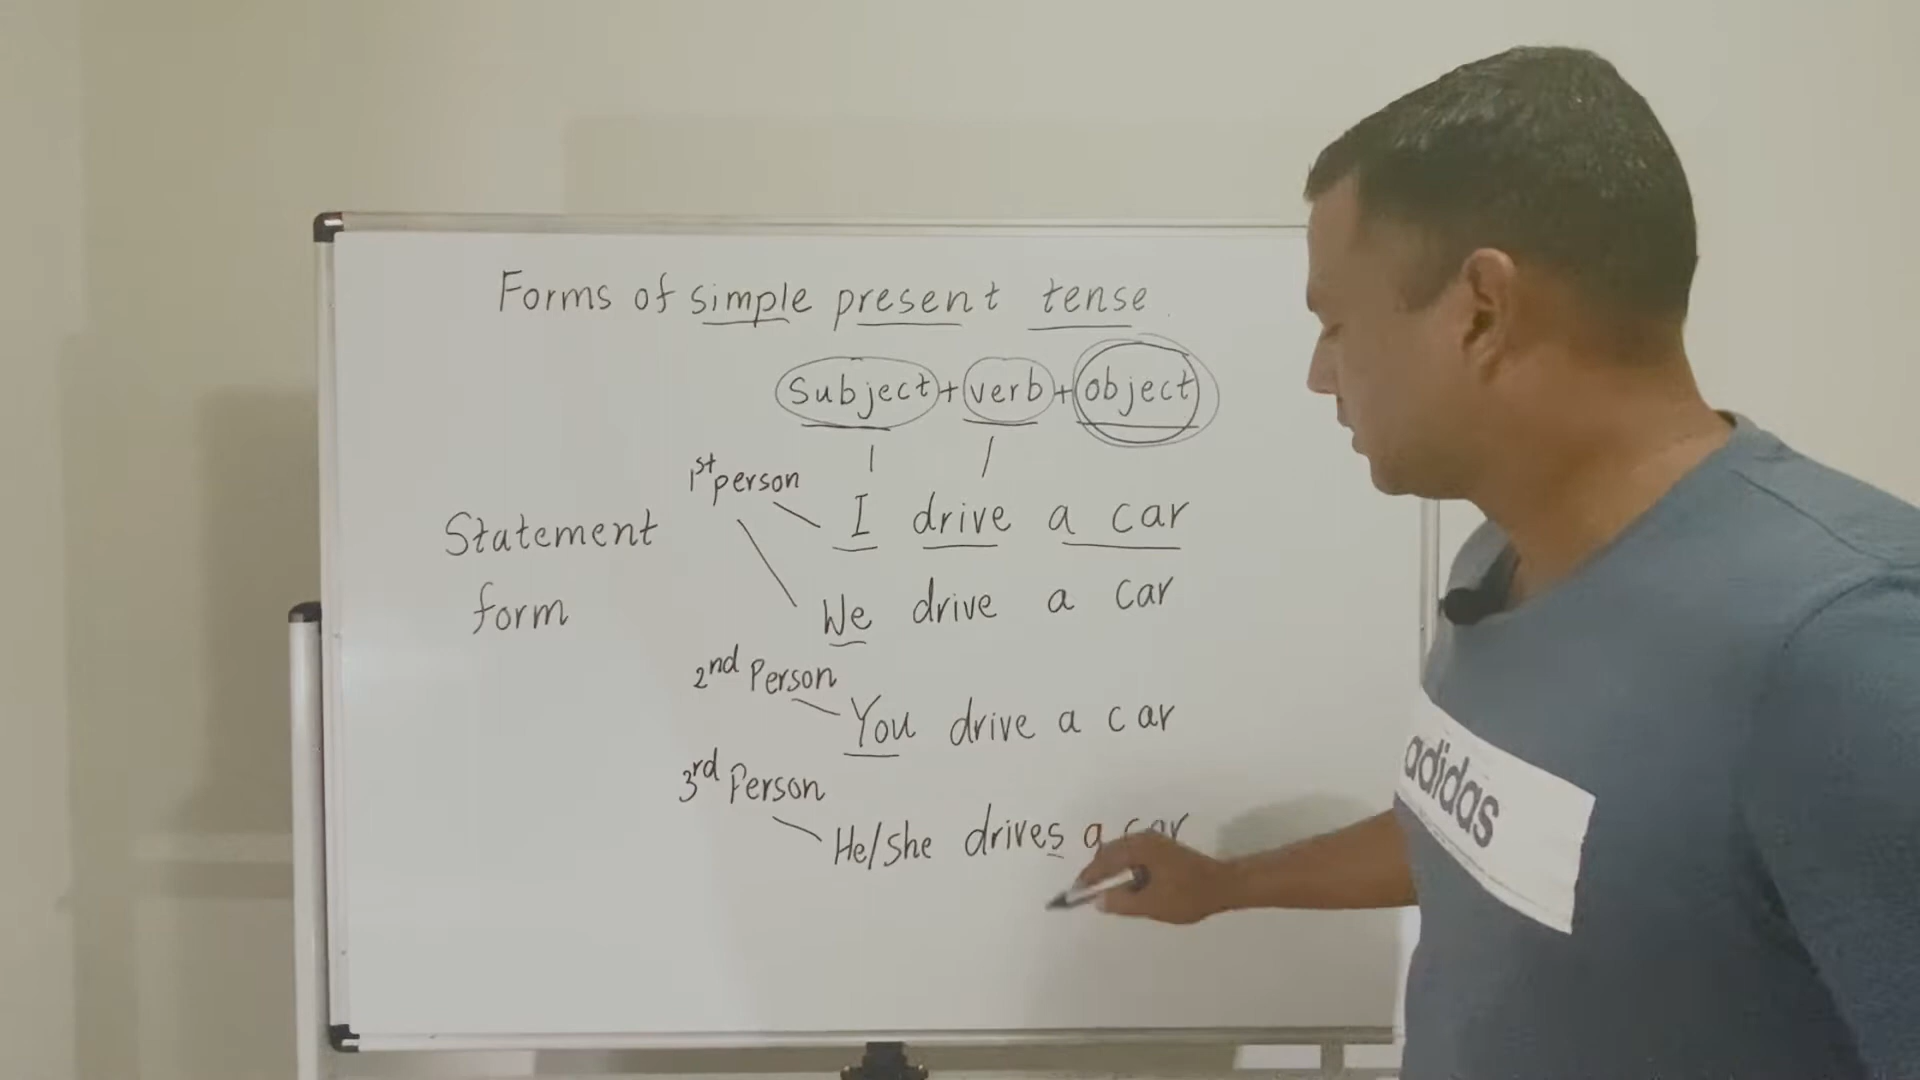 Forms of simple present tense
Subject + verb + object
1st person
I drive a car
Statement
form
We drive a car
2nd Person
You drive a car
3rd Person
He/She drives a car
adidas